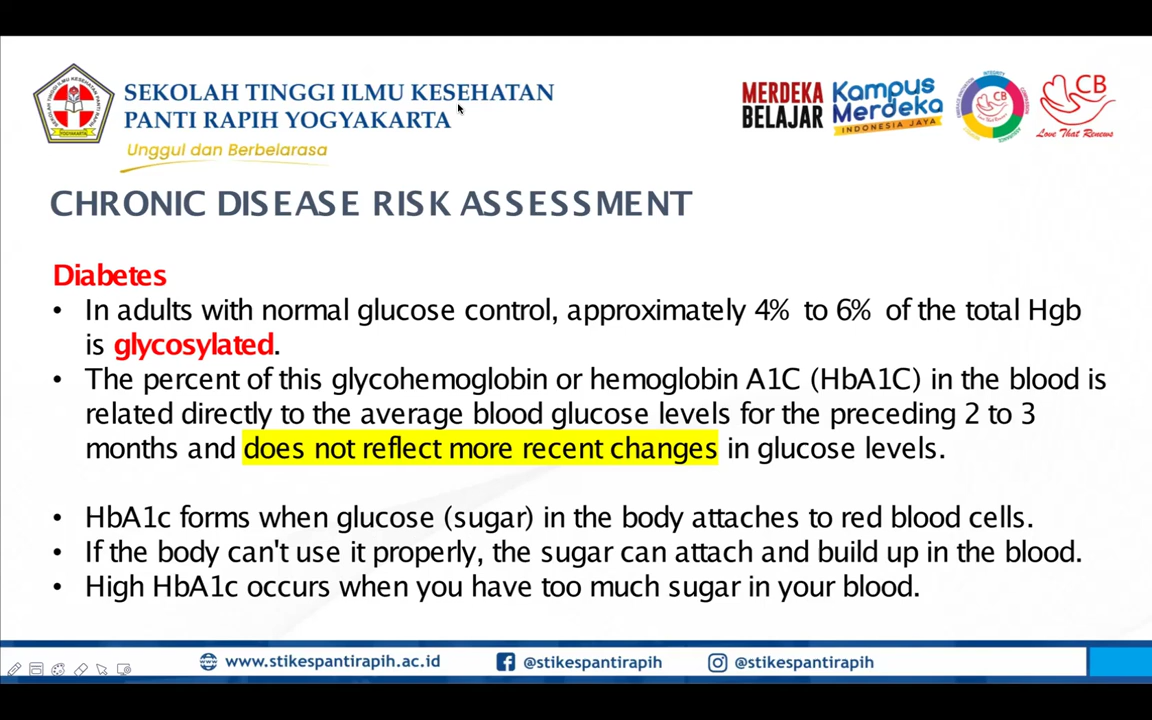 SEKOLAH TINGGI ILMU KESEHATAN
PANTI RAPIH YOGYAKARTA
Unggul dan Berbelarasa
MERDEKA
BELAJAR
Kampus
Merdeka
INDONESIA JAYA
CB
Love That Renews
CHRONIC DISEASE RISK ASSESSMENT
Diabetes
• In adults with normal glucose control, approximately 4% to 6% of the total Hgb
is glycosylated.
• The percent of this glycohemoglobin or hemoglobin A1C (HbA1C) in the blood is
related directly to the average blood glucose levels for the preceding 2 to 3
months and does not reflect more recent changes in glucose levels.
• HbA1c forms when glucose (sugar) in the body attaches to red blood cells.
• If the body can't use it properly, the sugar can attach and build up in the blood.
• High HbA1c occurs when you have too much sugar in your blood.
www.stikespantirapih.ac.id
@stikespantirapih
@stikespantirapih